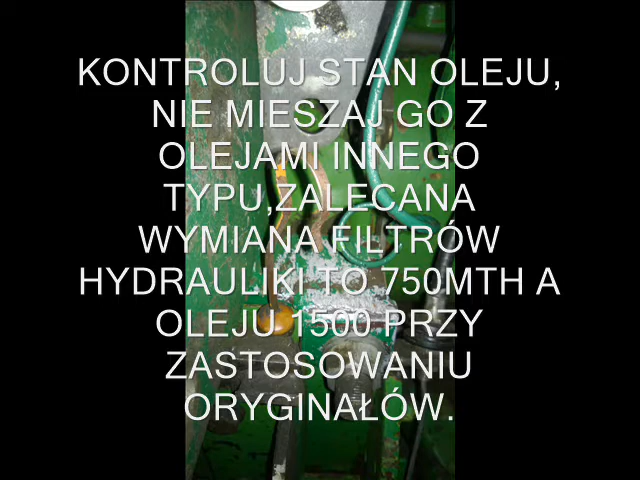 KONTROLUJ STAN OLEJU,
NIE MIESZAJ GO Z
OLEJAMI INNEGO
TYPU,ZALECANA
WYMIANA FILTRÓW
HYDRAULIKI TO 750MTH A
OLEJU 1500 PRZY
ZASTOSOWANIU
ORYGINAŁÓW.